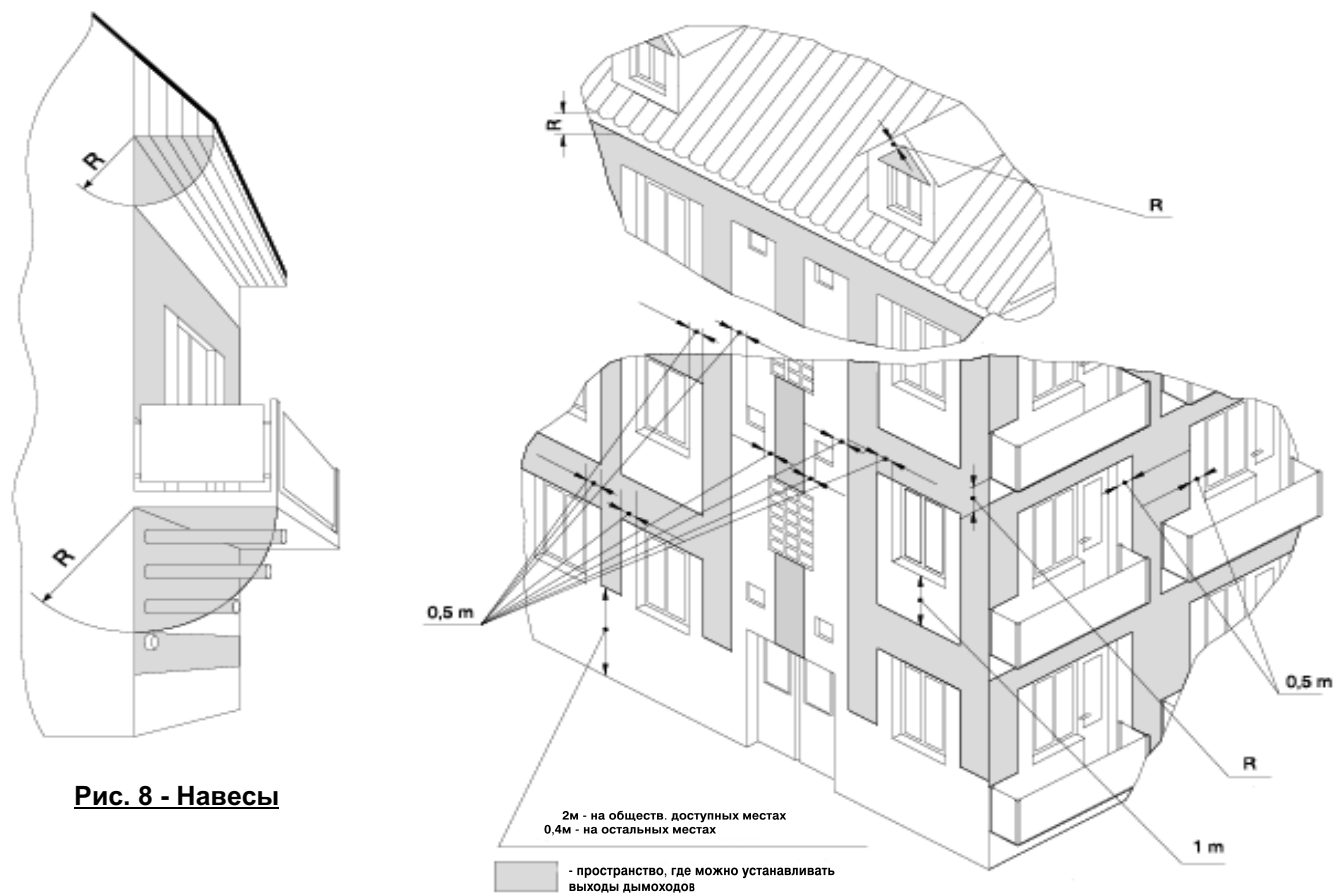 R
R
Рис. 8 - Навесы
R
R
0,5 m
0,5 m
R
1 m
2м - на обществ. доступных местах
0,4м - на остальных местах
- пространство, где можно устанавливать
выходы дымоходов